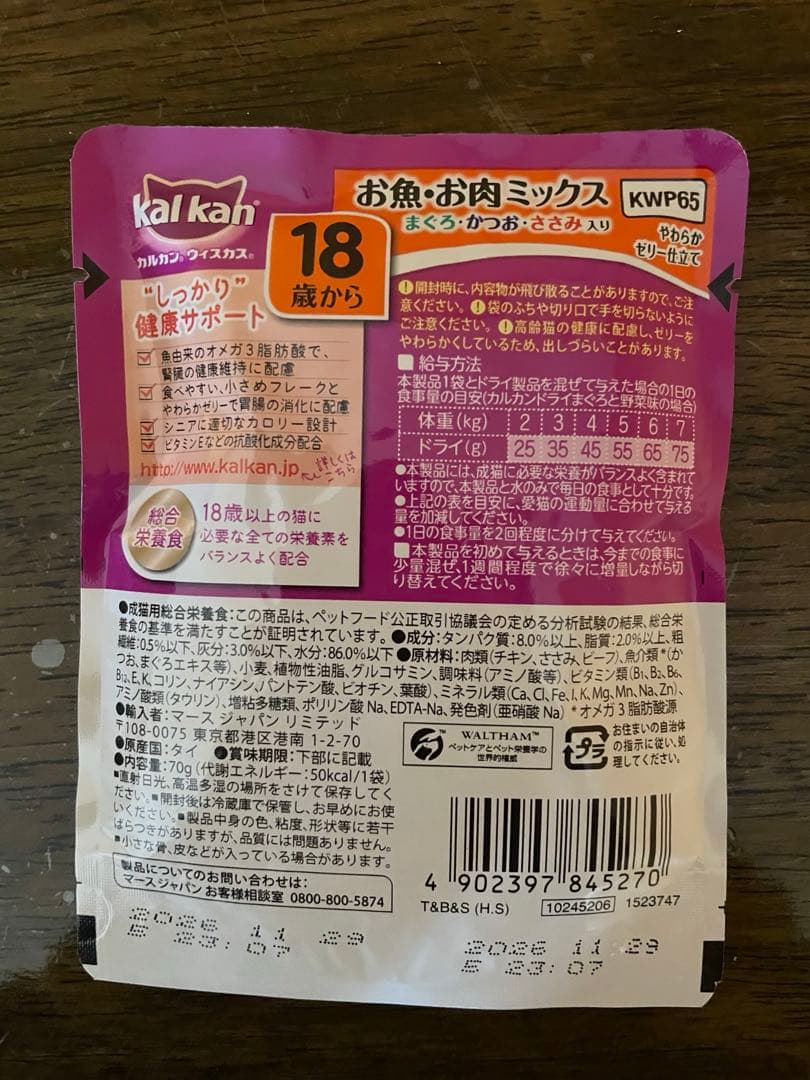 kal kan®
カルカン® ウィスカス®
18
歳から
お魚・お肉ミックス
まぐろ・かつお・ささみ入り
KWP65
やわらか
ゼリー仕立て
"しっかり"
健康サポート
魚由来のオメガ3脂肪酸で、
腎臓の健康維持に配慮
食べやすい、小さめフレークと
やわらかゼリーで胃腸の消化に配慮
シニアに適切なカロリー設計
ビタミンEなどの抗酸化成分配合
http://www.kalkan.jp
詳しくは
こちら
総合
栄養食
18歳以上の猫に
必要な全ての栄養素を
バランスよく配合
!開封時に、内容物が飛び散ることがありますので、ご注
意ください。!袋のふちや切り口で手を切らないように
ご注意ください。!高齢猫の健康に配慮し、ゼリーを
やわらかくしているため、出しづらいことがあります。
■給与方法
本製品1袋とドライ製品を混ぜて与えた場合の1日の
食事量の目安(カルカンドライまぐろと野菜味の場合)
体重(kg) 2 3 4 5 6 7
ドライ(g) 25 35 45 55 65 75
●本製品には、成猫に必要な栄養がバランスよく含まれて
いますので、本製品と水のみで毎日の食事として十分です。
●上記の表を目安に、愛猫の運動量に合わせて与える
量を加減してください。
●1日の食事量を2回程度に分けて与えてください。
■本製品を初めて与えるときは、今までの食事に
少量混ぜ、1週間程度で徐々に増量しながら切
り替えてください。
●成猫用総合栄養食:この商品は、ペットフード公正取引協議会の定める分析試験の結果、総合栄
養食の基準を満たすことが証明されています。●成分:タンパク質:8.0%以上、脂質:2.0%以上、粗
繊維:0.5%以下、灰分:3.0%以下、水分:86.0%以下●原材料:肉類(チキン、ささみ、ビーフ)、魚介類*(か
つお、まぐろエキス等)、小麦、植物性油脂、グルコサミン、調味料(アミノ酸等)、ビタミン類(B₁、B₂、B₆、
B₁₂、E、K、コリン、ナイアシン、パントテン酸、ビオチン、葉酸)、ミネラル類(Ca、Cl、Fe、I、K、Mg、Mn、Na、Zn)、
アミノ酸類(タウリン)、増粘多糖類、ポリリン酸Na、EDTA-Na、発色剤(亜硝酸Na) *オメガ3脂肪酸源
●輸入者:マース ジャパン リミテッド
〒108-0075 東京都港区港南 1-2-70
●原産国:タイ ●賞味期限:下部に記載
●内容量:70g(代謝エネルギー:50kcal/1袋)
■直射日光、高温多湿の場所をさけて保存してく
ださい。■開封後は冷蔵庫で保管し、お早めにお使
いください。■製品中身の色、粘度、形状等に若干
ばらつきがありますが、品質には問題ありません。
■小さな骨、皮などが入っている場合があります。
WALTHAM™
ペットケアとペット栄養学の
世界的権威
プラ
お住まいの自治体
の指示に従い、処
理してください。
製品についてのお問い合わせは:
マースジャパンお客様相談室 0800-800-5874
4 902397 845270
T&B&S (H.S) 10245206 1523747
2026 11 29
E 23:07
2026 11 29
E 23:07